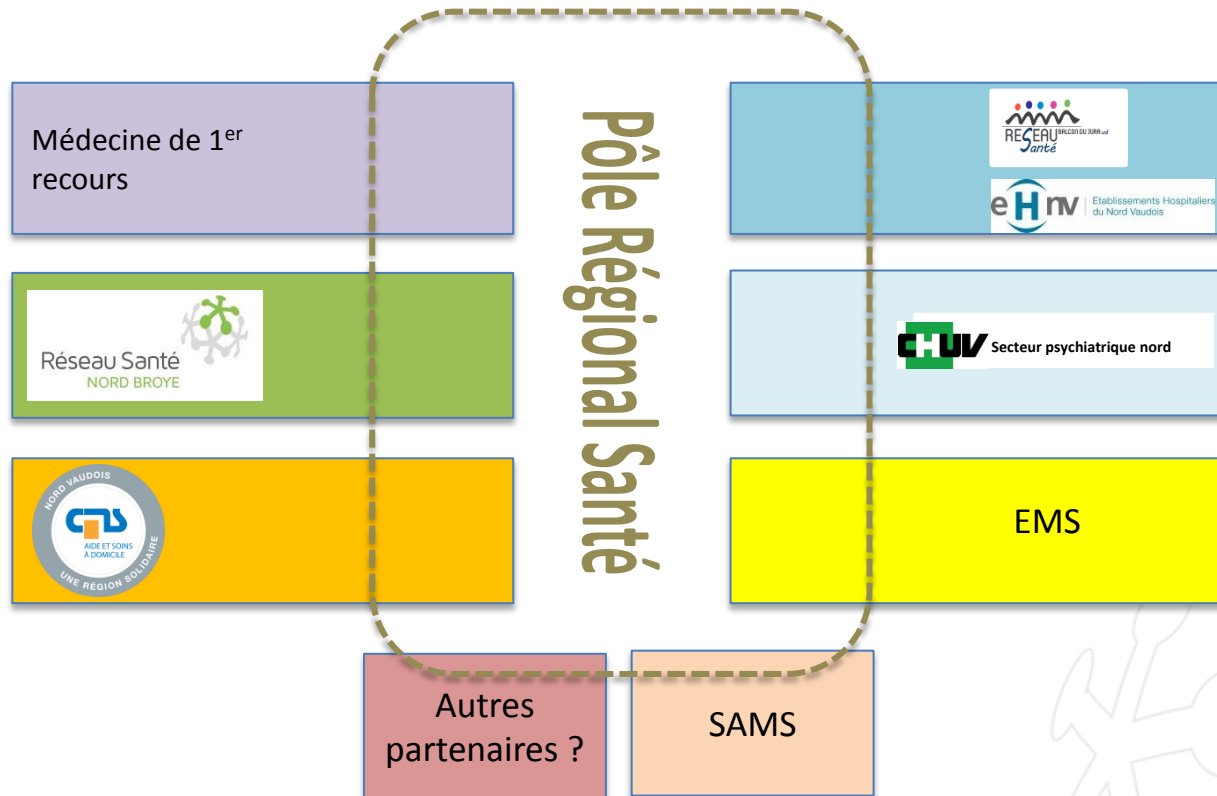 Médecine de 1er
recours
Réseau Santé
NORD BROYE
NORD VAUDOIS
cms
AIDE ET SOINS
À DOMICILE
UNE RÉGION SOLIDAIRE
Pôle Régional Santé
RESEAU BALCON DU JURA.vd
Santé
eHnv Etablissements Hospitaliers
du Nord Vaudois
CHUV Secteur psychiatrique nord
EMS
Autres
partenaires ?
SAMS